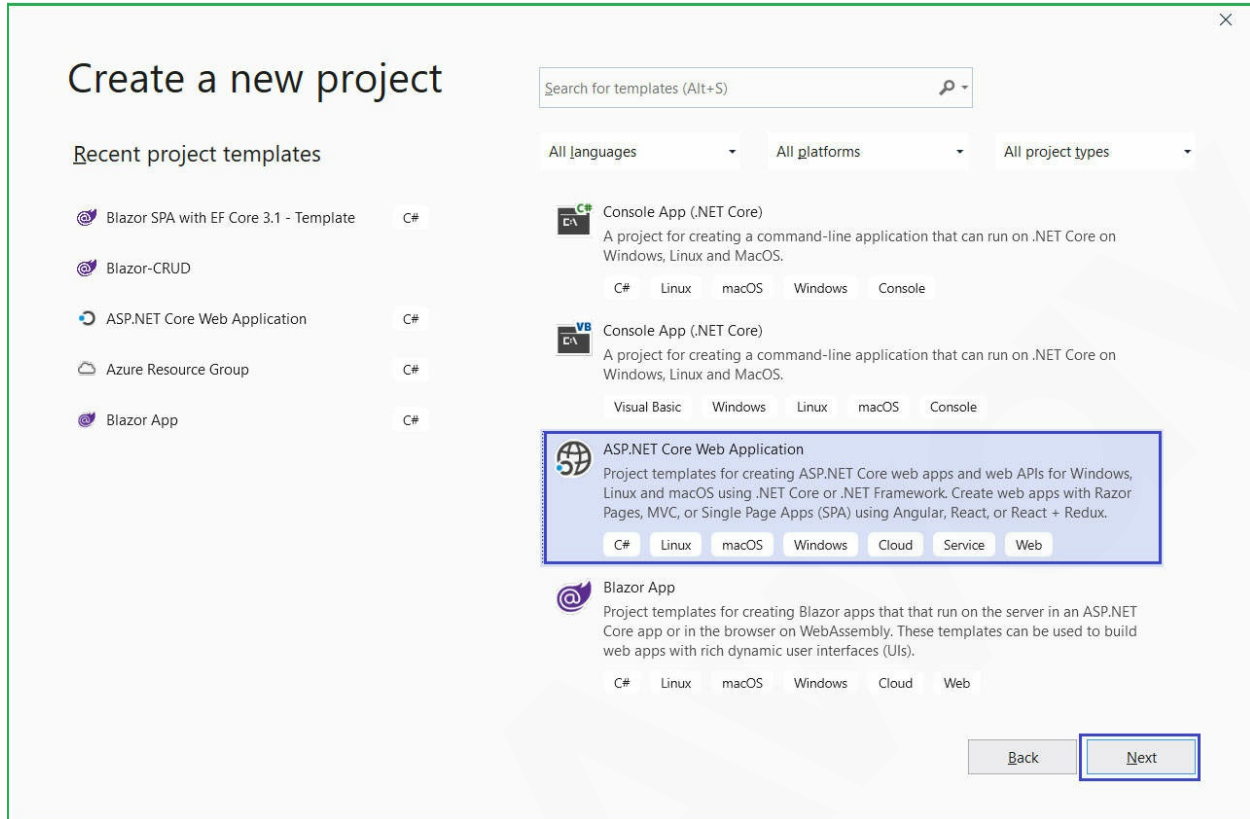 Create a new project
Recent project templates
Blazor SPA with EF Core 3.1 - Template C#
Blazor-CRUD
ASP.NET Core Web Application C#
Azure Resource Group C#
Blazor App C#
Search for templates (Alt+S)
All languages All platforms All project types
C#
C:\
Console App (.NET Core)
A project for creating a command-line application that can run on .NET Core on
Windows, Linux and MacOS.
C# Linux macOS Windows Console
VB
C:\
Console App (.NET Core)
A project for creating a command-line application that can run on .NET Core on
Windows, Linux and MacOS.
Visual Basic Windows Linux macOS Console
ASP.NET Core Web Application
Project templates for creating ASP.NET Core web apps and web APIs for Windows,
Linux and macOS using .NET Core or .NET Framework. Create web apps with Razor
Pages, MVC, or Single Page Apps (SPA) using Angular, React, or React + Redux.
C# Linux macOS Windows Cloud Service Web
Blazor App
Project templates for creating Blazor apps that that run on the server in an ASP.NET
Core app or in the browser on WebAssembly. These templates can be used to build
web apps with rich dynamic user interfaces (UIs).
C# Linux macOS Windows Cloud Web
Back Next